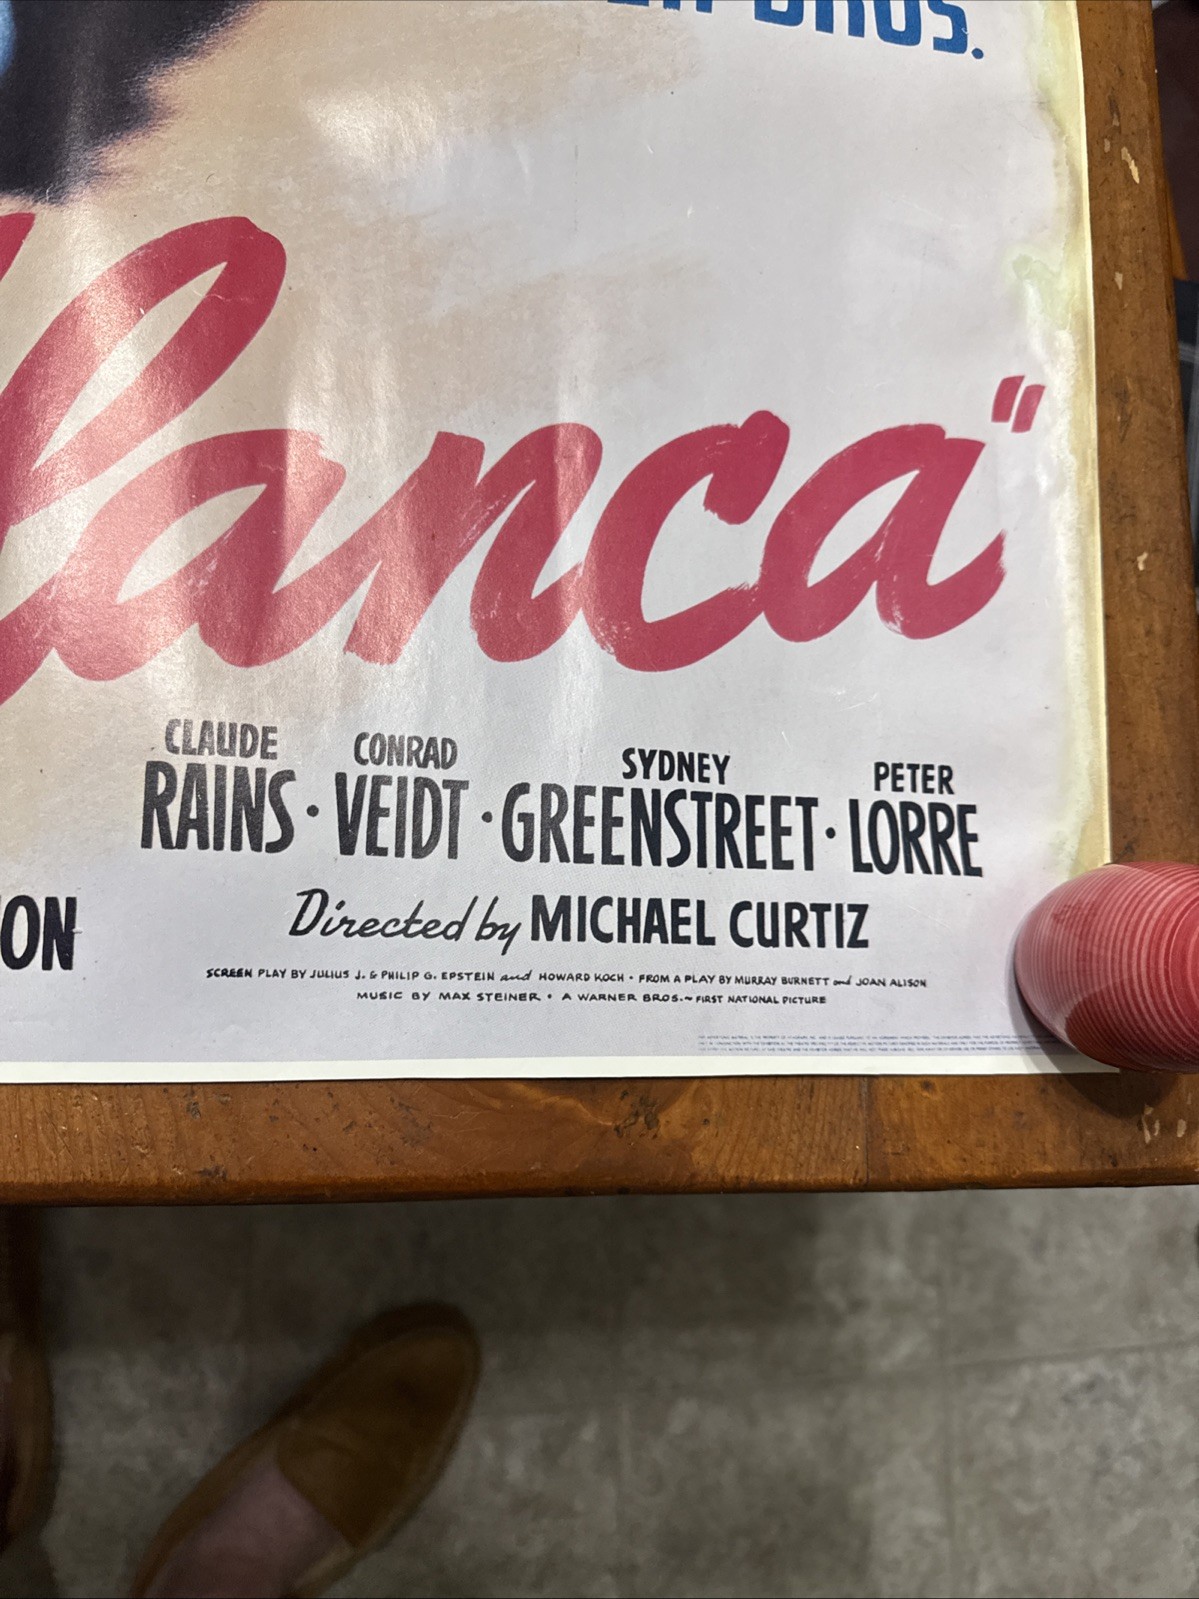 BROS.
lanca"
CLAUDE RAINS · CONRAD VEIDT · SYDNEY GREENSTREET · PETER LORRE
ON
Directed by MICHAEL CURTIZ
SCREEN PLAY BY JULIUS J. & PHILIP G. EPSTEIN and HOWARD KOCH • FROM A PLAY BY MURRAY BURNETT and JOAN ALISON
MUSIC BY MAX STEINER • A WARNER BROS.~FIRST NATIONAL PICTURE